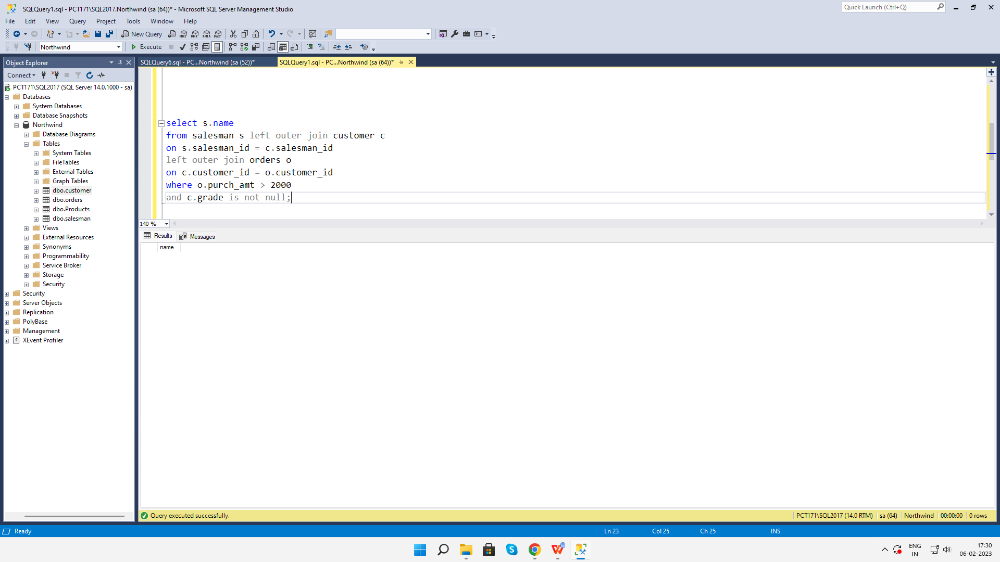 SQLQuery1.sql - PCT171\SQL2017.Northwind (sa (64))* - Microsoft SQL Server Management Studio
Quick Launch (Ctrl+Q)
File Edit View Query Project Tools Window Help
New Query
MDX DMX XMLA DAX
Northwind
Execute
Object Explorer
SQLQuery6.sql - PC...Northwind (sa (52))*
SQLQuery1.sql - PC...Northwind (sa (64))*
Connect
PCT171\SQL2017 (SQL Server 14.0.1000 - sa)
Databases
System Databases
Database Snapshots
Northwind
Database Diagrams
Tables
System Tables
FileTables
External Tables
Graph Tables
dbo.customer
dbo.orders
dbo.Products
dbo.salesman
Views
External Resources
Synonyms
Programmability
Service Broker
Storage
Security
Security
Server Objects
Replication
PolyBase
Management
XEvent Profiler
select s.name
from salesman s left outer join customer c
on s.salesman_id = c.salesman_id
left outer join orders o
on c.customer_id = o.customer_id
where o.purch_amt > 2000
and c.grade is not null;
140 %
Results Messages
name
Query executed successfully.
PCT171\SQL2017 (14.0 RTM) sa (64) Northwind 00:00:00 0 rows
Ready
Ln 23 Col 25 Ch 25 INS
ENG
IN
17:30
06-02-2023